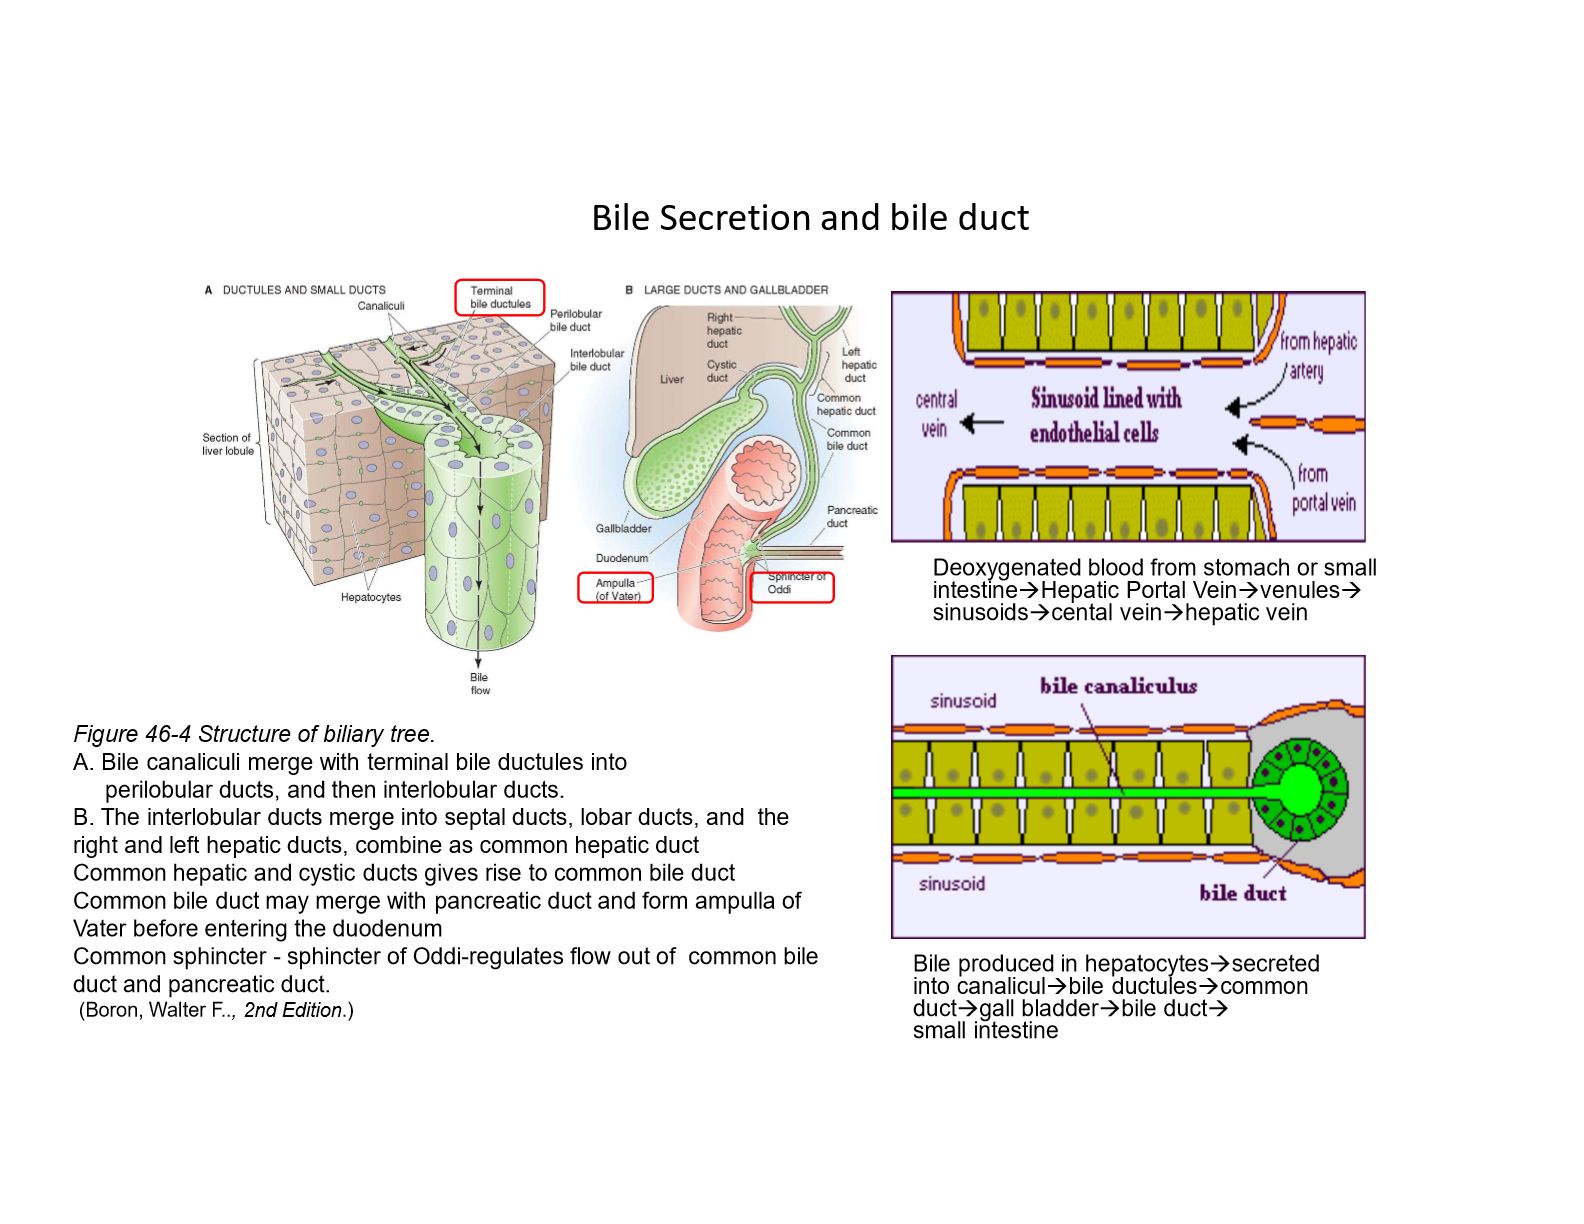 Bile Secretion and bile duct
A DUCTULES AND SMALL DUCTS
Canaliculi
Terminal
bile ductules
Perilobular
bile duct
Interlobular
bile duct
Section of
liver lobule
Hepatocytes
Bile
flow
B LARGE DUCTS AND GALLBLADDER
Right
hepatic
duct
Left
hepatic
duct
Cystic
duct
Liver
Common
hepatic duct
Common
bile duct
Pancreatic
duct
Gallbladder
Duodenum
Ampulla
(of Vater)
Sphincter of
Oddi
from hepatic
artery
central
vein
Sinusoid lined with
endothelial cells
from
portal vein
Deoxygenated blood from stomach or small
intestine→Hepatic Portal Vein→venules→
sinusoids→cental vein→hepatic vein
bile canaliculus
sinusoid
sinusoid
bile duct
Bile produced in hepatocytes→secreted
into canalicul→bile ductules→common
duct→gall bladder→bile duct→
small intestine
Figure 46-4 Structure of biliary tree.
A. Bile canaliculi merge with terminal bile ductules into
perilobular ducts, and then interlobular ducts.
B. The interlobular ducts merge into septal ducts, lobar ducts, and the
right and left hepatic ducts, combine as common hepatic duct
Common hepatic and cystic ducts gives rise to common bile duct
Common bile duct may merge with pancreatic duct and form ampulla of
Vater before entering the duodenum
Common sphincter - sphincter of Oddi-regulates flow out of common bile
duct and pancreatic duct.
(Boron, Walter F.., 2nd Edition.)